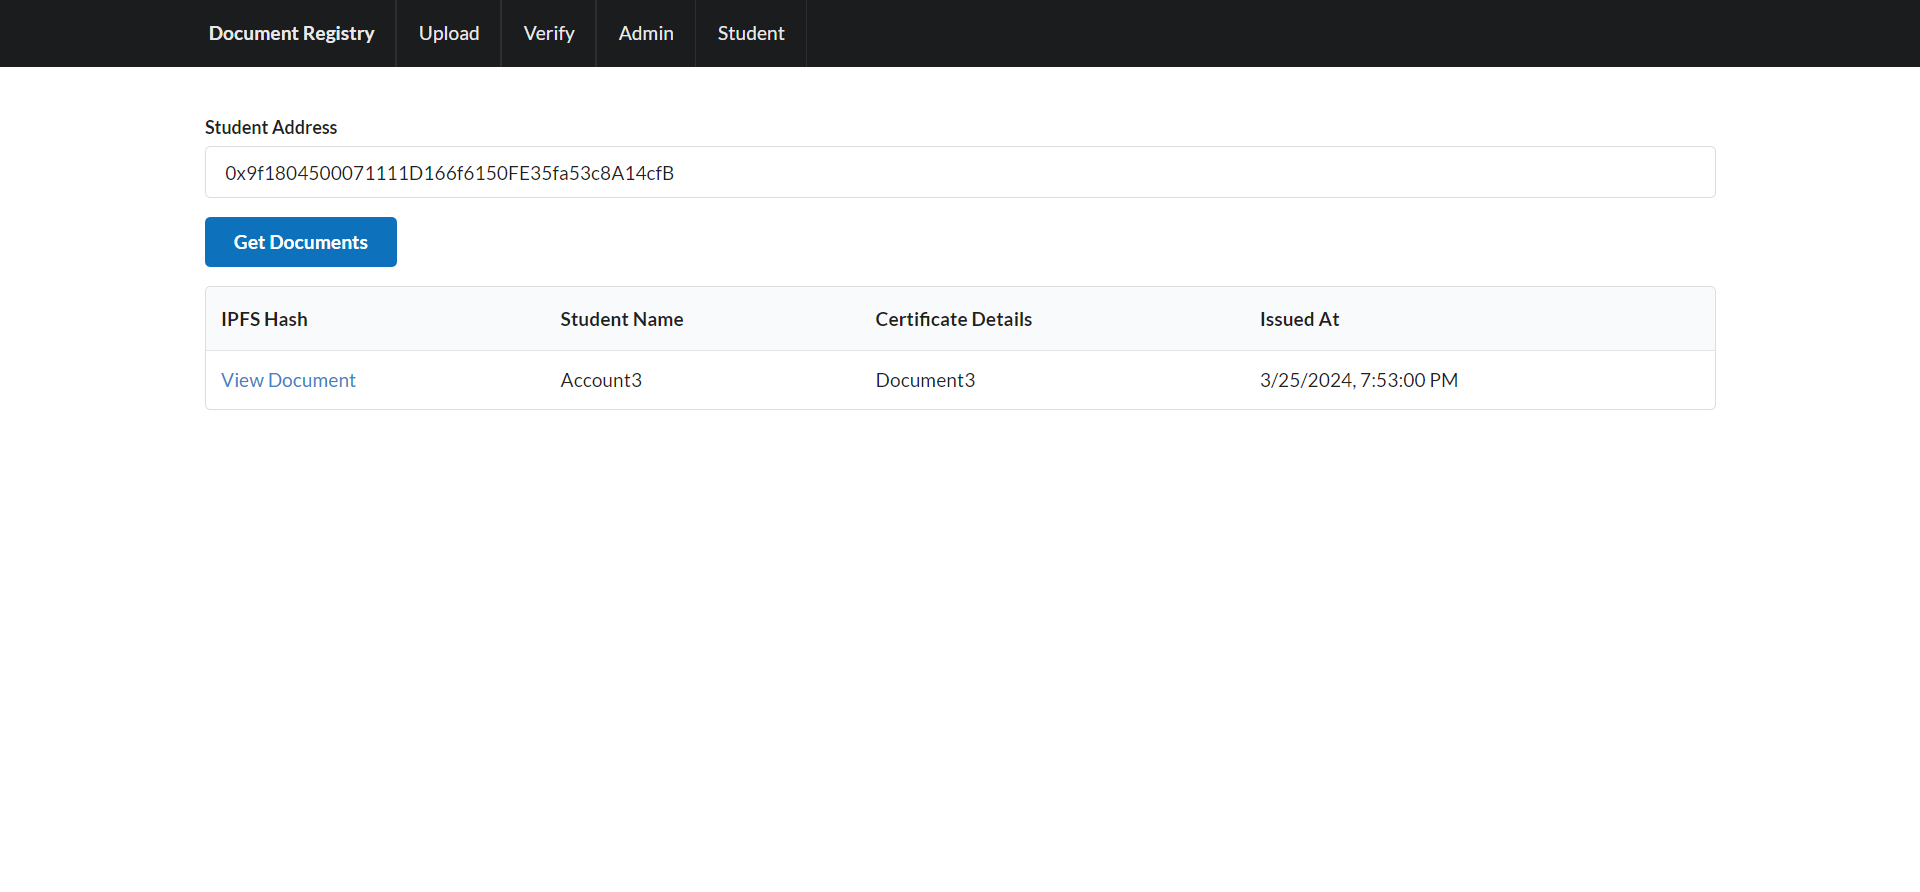 Document Registry Upload Verify Admin Student
Student Address
0x9f1804500071111D166f6150FE35fa53c8A14cfB
Get Documents
IPFS Hash Student Name Certificate Details Issued At
View Document Account3 Document3 3/25/2024, 7:53:00 PM